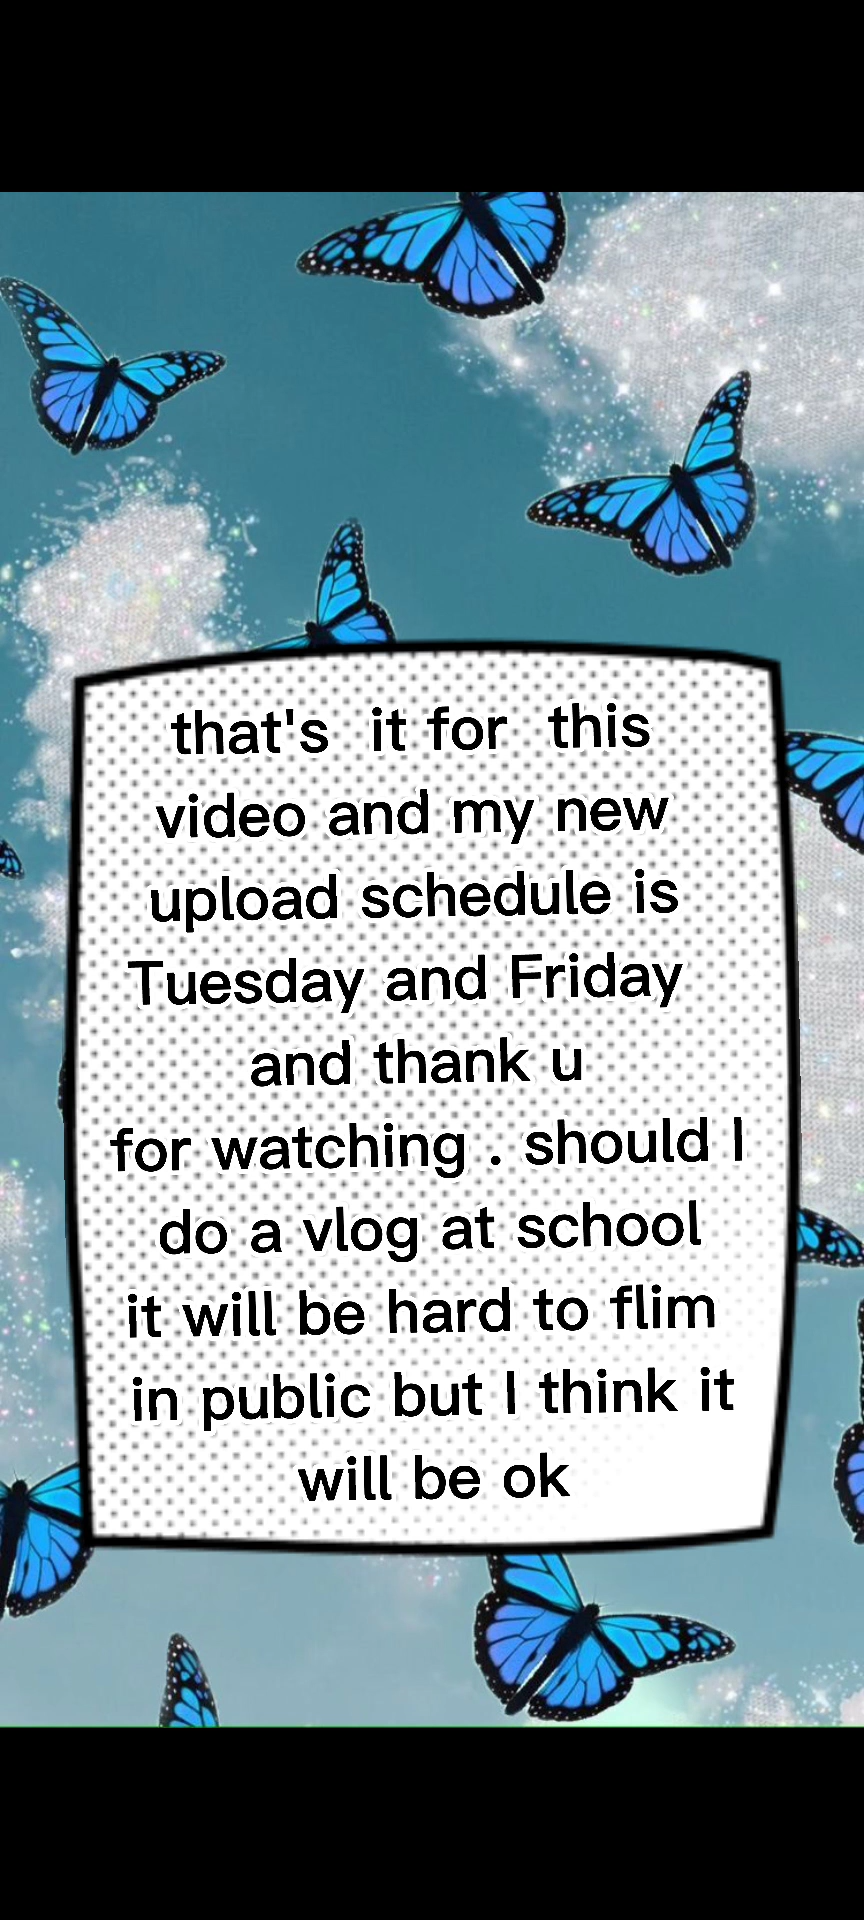 that's it for this
video and my new
upload schedule is
Tuesday and Friday
and thank u
for watching . should I
do a vlog at school
it will be hard to flim
in public but I think it
will be ok